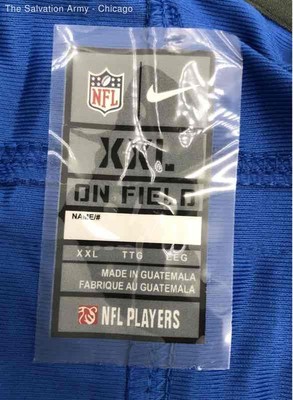 The Salvation Army - Chicago
NFL
XXL
ON FIELD
NAME/#
XXL TTG EEG
MADE IN GUATEMALA
FABRIQUE AU GUATEMALA
NFL PLAYERS